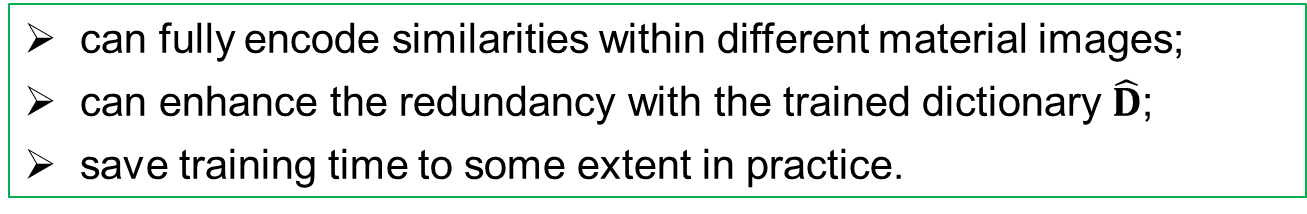 ➢ can fully encode similarities within different material images;
➢ can enhance the redundancy with the trained dictionary D̂;
➢ save training time to some extent in practice.